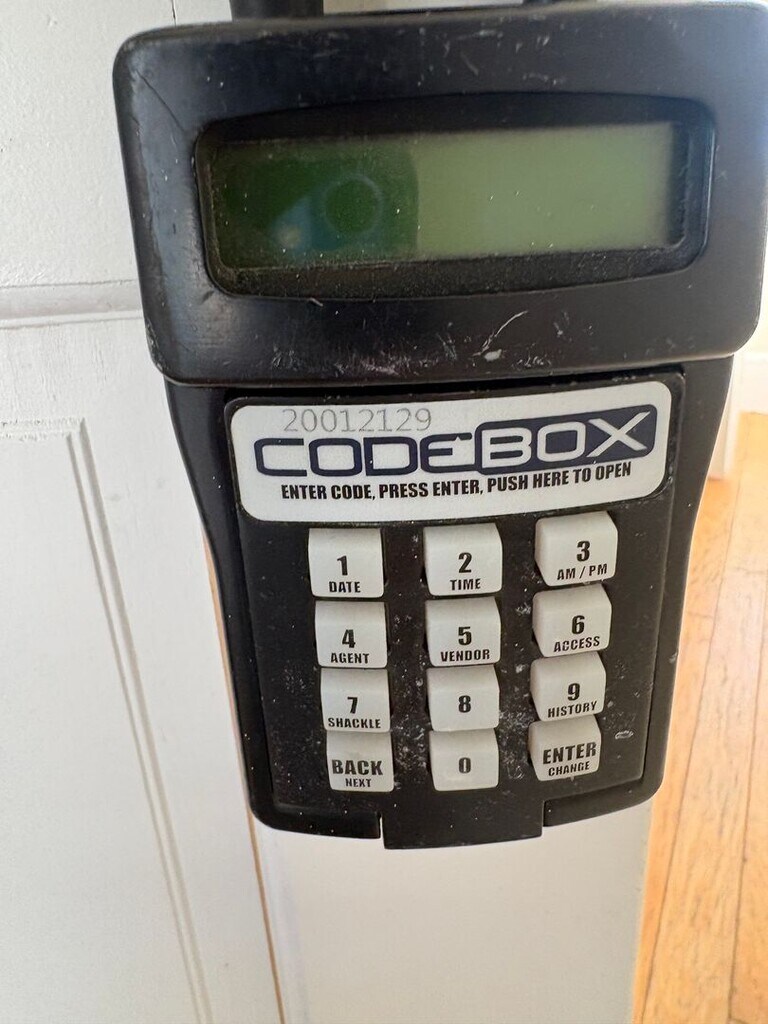 20012129
CODEBOX
ENTER CODE, PRESS ENTER, PUSH HERE TO OPEN
1 2 3
DATE TIME AM / PM
4 5 6
AGENT VENDOR ACCESS
7 8 9
SHACKLE HISTORY
BACK 0 ENTER
NEXT CHANGE